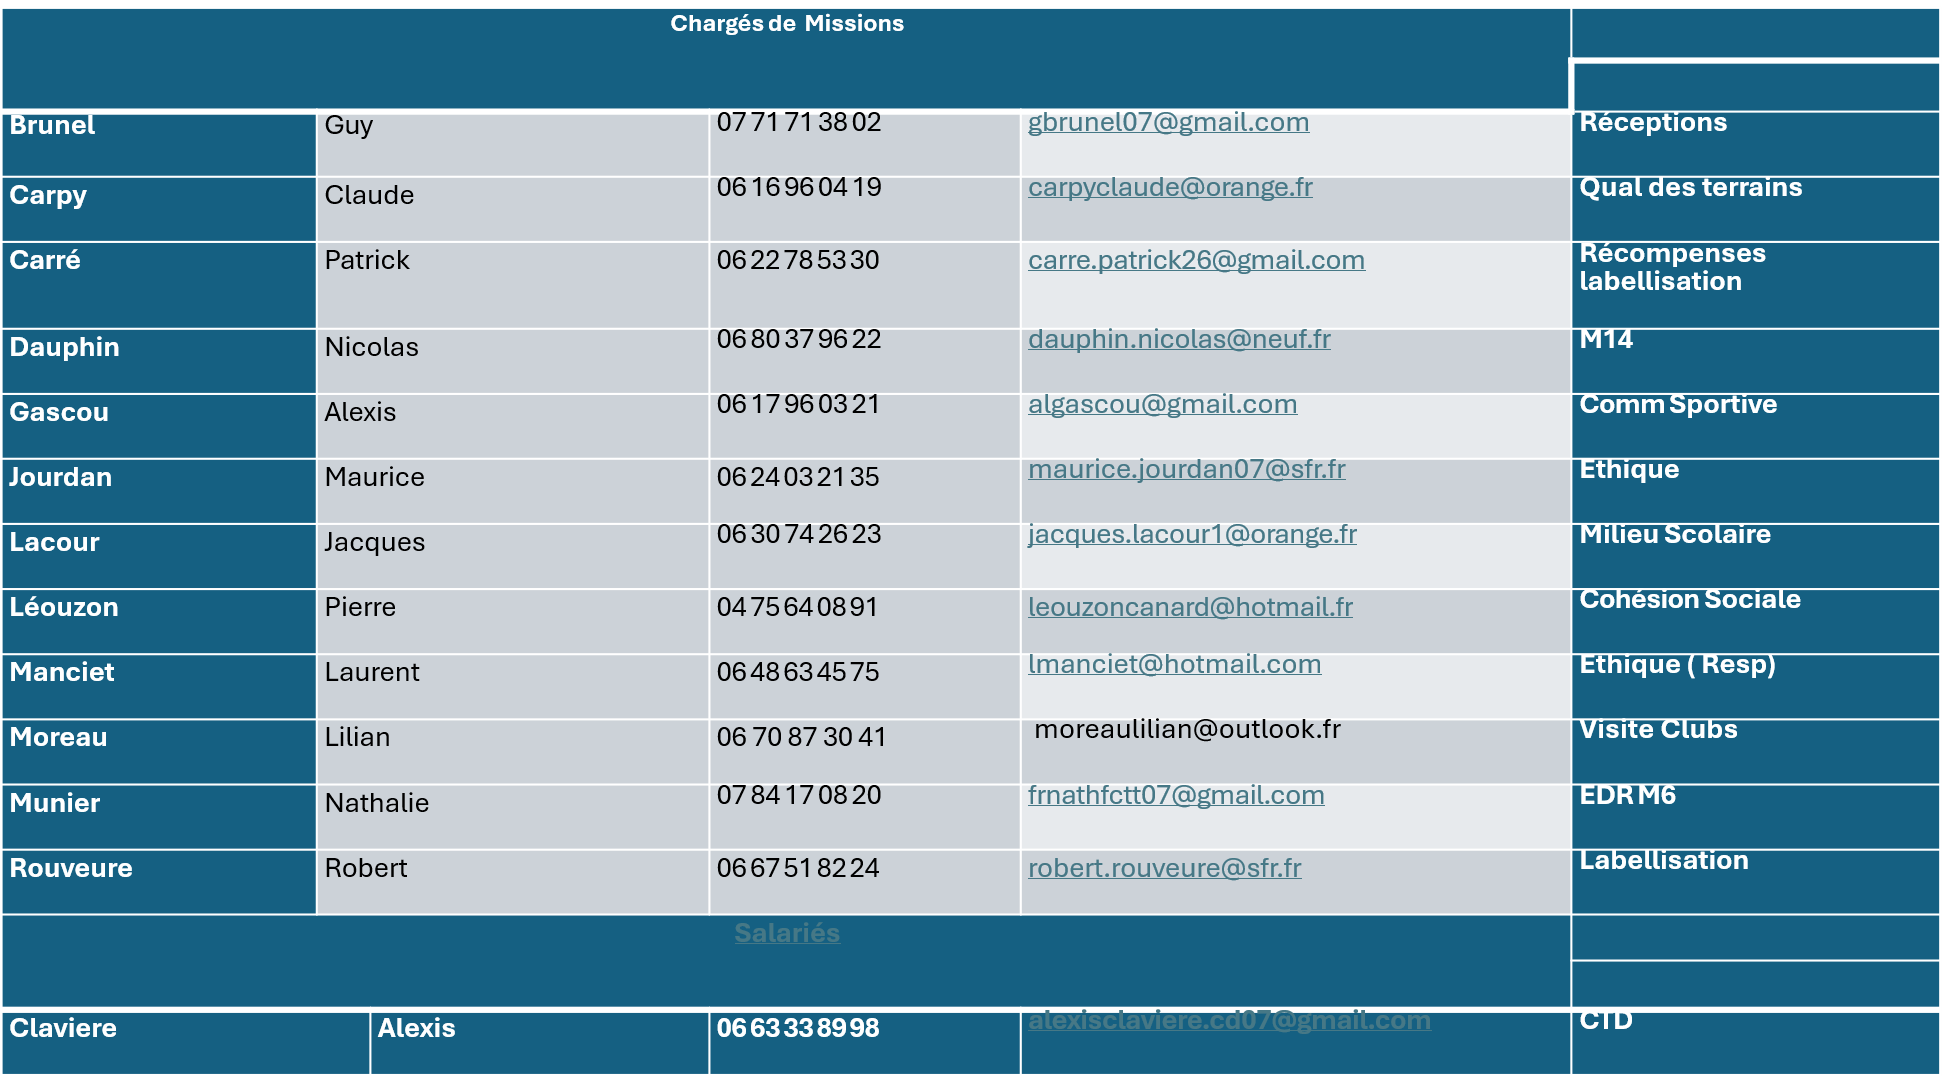 Chargés de Missions
Brunel Guy 07 71 71 38 02 gbrunel07@gmail.com Réceptions
Carpy Claude 06 16 96 04 19 carpyclaude@orange.fr Qual des terrains
Carré Patrick 06 22 78 53 30 carre.patrick26@gmail.com Récompenses
labellisation
Dauphin Nicolas 06 80 37 96 22 dauphin.nicolas@neuf.fr M14
Gascou Alexis 06 17 96 03 21 algascou@gmail.com Comm Sportive
Jourdan Maurice 06 24 03 21 35 maurice.jourdan07@sfr.fr Ethique
Lacour Jacques 06 30 74 26 23 jacques.lacour1@orange.fr Milieu Scolaire
Léouzon Pierre 04 75 64 08 91 leouzoncanard@hotmail.fr Cohésion Sociale
Manciet Laurent 06 48 63 45 75 lmanciet@hotmail.com Ethique ( Resp)
Moreau Lilian 06 70 87 30 41 moreaulilian@outlook.fr Visite Clubs
Munier Nathalie 07 84 17 08 20 frnathfctt07@gmail.com EDR M6
Rouveure Robert 06 67 51 82 24 robert.rouveure@sfr.fr Labellisation
Salariés
Claviere Alexis 06 63 33 89 98 alexisclaviere.cd07@gmail.com CTD